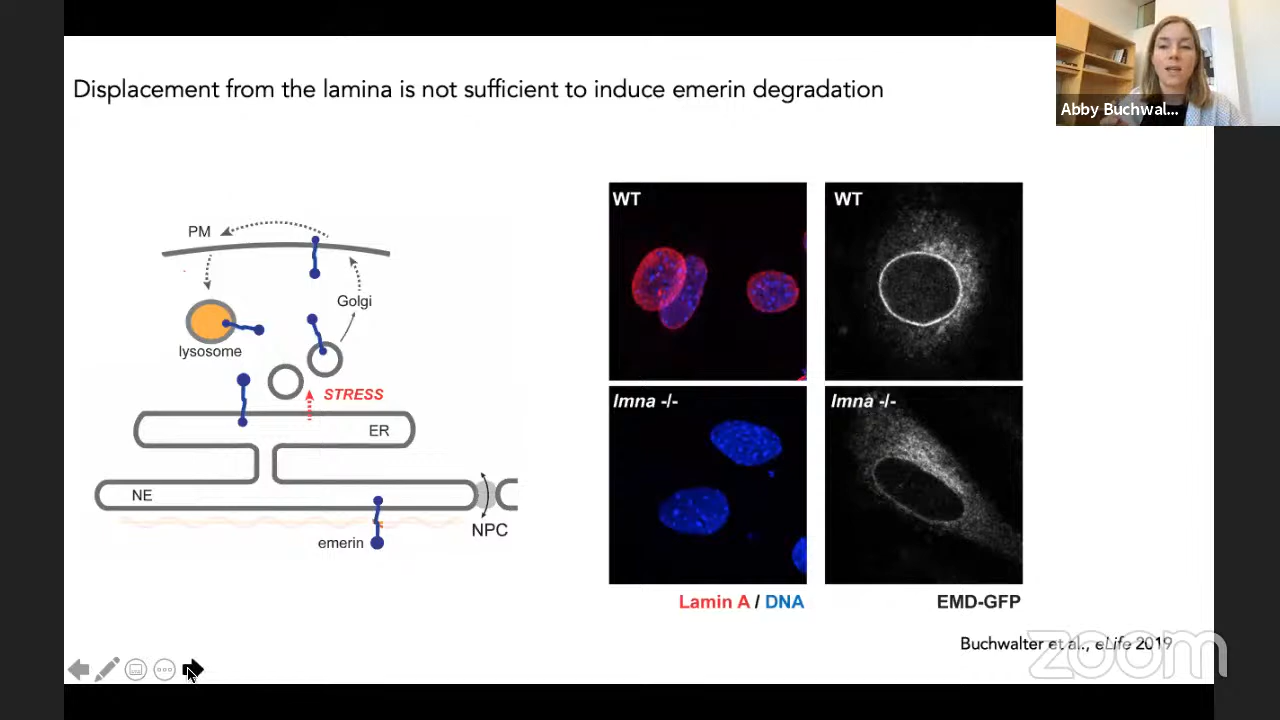 Displacement from the lamina is not sufficient to induce emerin degradation
Abby Buchwal...
PM
Golgi
lysosome
STRESS
ER
NE
NPC
emerin
WT
WT
lmna -/-
lmna -/-
Lamin A / DNA
EMD-GFP
Buchwalter et al., eLife 2019
zoom